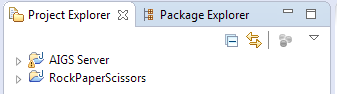 Project Explorer Package Explorer
AIGS Server
RockPaperScissors